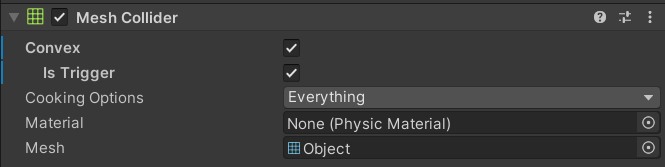 Mesh Collider
Convex
Is Trigger
Cooking Options Everything
Material None (Physic Material)
Mesh Object